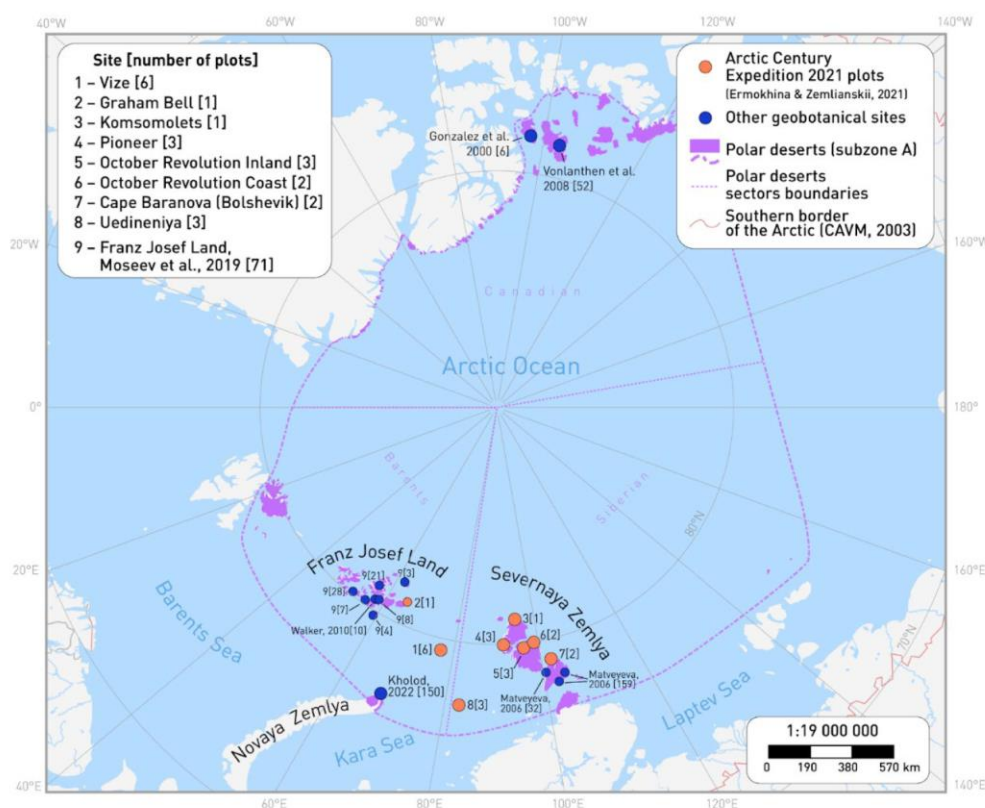 40°W
60°W
80°W
100°W
120°W
140°W
Site [number of plots]
1 – Vize [6]
2 – Graham Bell [1]
3 – Komsomolets [1]
4 – Pioneer [3]
5 – October Revolution Inland [3]
6 – October Revolution Coast [2]
7 – Cape Baranova (Bolshevik) [2]
8 – Uedineniya [3]
9 – Franz Josef Land,
Moseev et al., 2019 [71]
Arctic Century
Expedition 2021 plots
(Ermokhina & Zemlianskii, 2021)
Other geobotanical sites
Polar deserts (subzone A)
Polar deserts
sectors boundaries
Southern border
of the Arctic (CAVM, 2003)
Gonzalez et al.
2000 [6]
Vonlanthen et al.
2008 [52]
20°W
160°W
Canadian
Arctic Ocean
0°
180°
Barents
Siberian
80°N
20°E
160°E
Barents Sea
Franz Josef Land
9[21]
9[3]
9[28]
2[1]
9[7]
9[8]
Walker, 2010[10]
9[4]
Severnaya Zemlya
3[1]
4[3]
6[2]
5[3]
7[2]
1[6]
Matveyeva,
2006 [159]
Matveyeva,
2006 [32]
Kholod,
2022 [150]
8[3]
Novaya Zemlya
Kara Sea
Laptev Sea
70°N
1:19 000 000
0 190 380 570 km
40°E
60°E
80°E
100°E
120°E
140°E